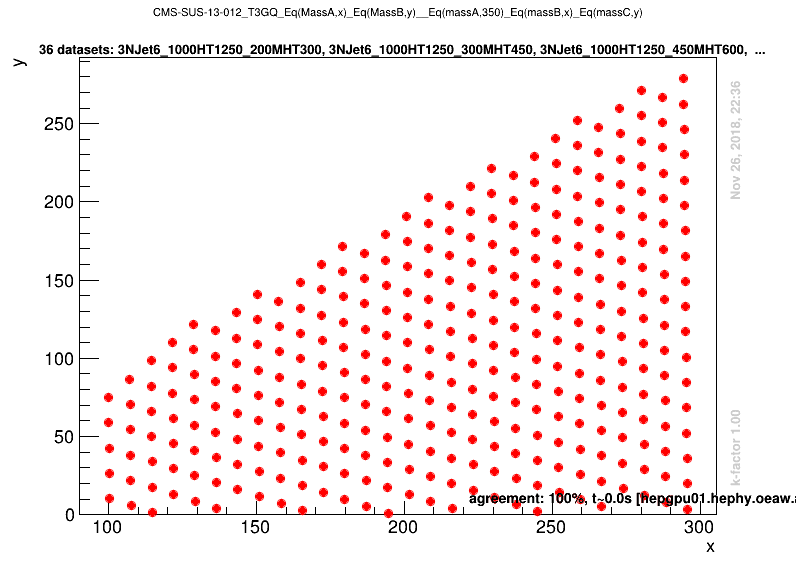 CMS-SUS-13-012_T3GQ_Eq(MassA,x)_Eq(MassB,y)__Eq(massA,350)_Eq(massB,x)_Eq(massC,y)
36 datasets: 3NJet6_1000HT1250_200MHT300, 3NJet6_1000HT1250_300MHT450, 3NJet6_1000HT1250_450MHT600, ...
y
250
200
150
100
50
0
100 150 200 250 300
x
agreement: 100%, t~0.0s [hepgpu01.hephy.oeaw.a
Nov 26, 2018, 22:36
k-factor 1.00